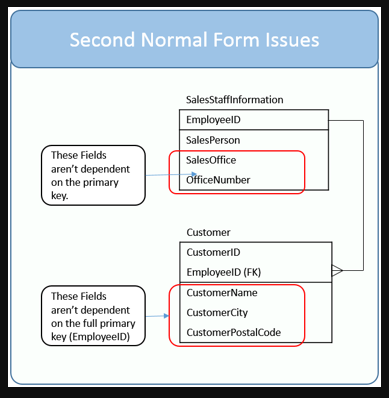 Second Normal Form Issues
SalesStaffInformation
EmployeeID
SalesPerson
SalesOffice
OfficeNumber
These Fields
aren't dependent
on the primary
key.
Customer
CustomerID
EmployeeID (FK)
CustomerName
CustomerCity
CustomerPostalCode
These Fields
aren't dependent
on the full primary
key (EmployeeID)